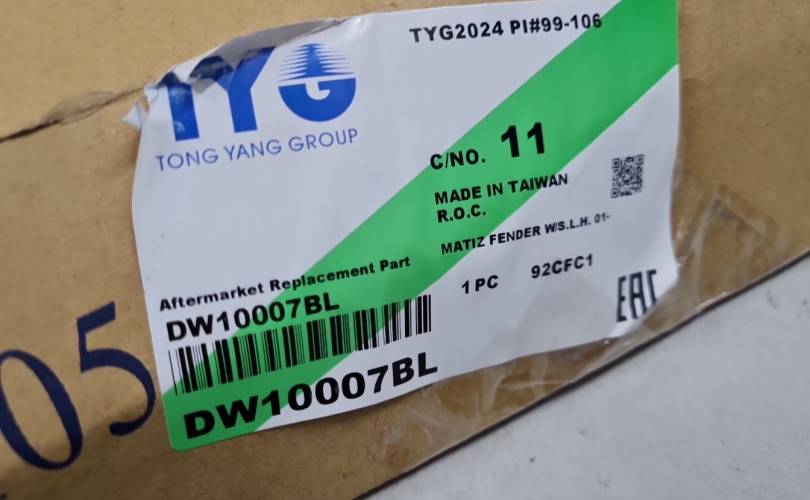 TYG2024 PI#99-106
TYG
TONG YANG GROUP
C/NO. 11
MADE IN TAIWAN
R.O.C.
MATIZ FENDER W/S.L.H. 01-
Aftermarket Replacement Part
1 PC 92CFC1
DW10007BL
EAC
DW10007BL
05